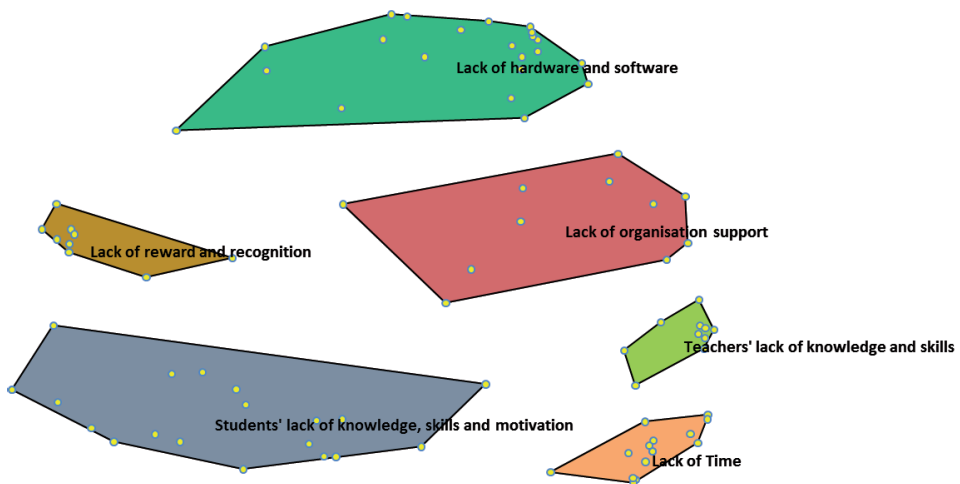 Lack of hardware and software
Lack of organisation support
Lack of reward and recognition
Teachers' lack of knowledge and skills
Students' lack of knowledge, skills and motivation
Lack of Time